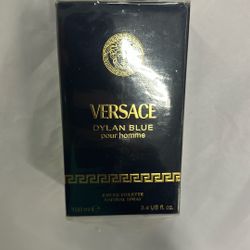 VERSACE
DYLAN BLUE
pour homme
EAU DE TOILETTE
NATURAL SPRAY
100 ml ℮ 3.4 US fl. oz.